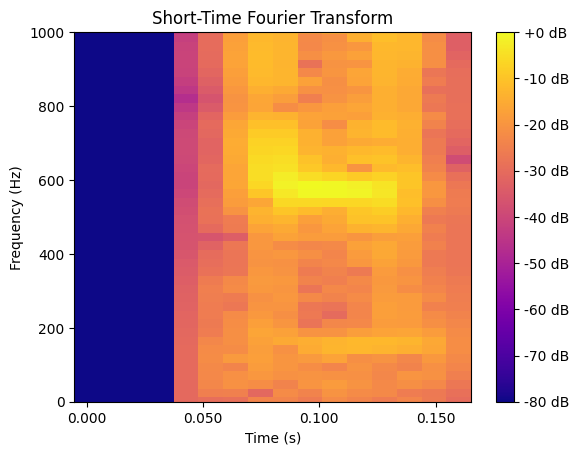 Short-Time Fourier Transform
1000
800
600
400
200
0
Frequency (Hz)
0.000
0.050
0.100
0.150
Time (s)
+0 dB
-10 dB
-20 dB
-30 dB
-40 dB
-50 dB
-60 dB
-70 dB
-80 dB